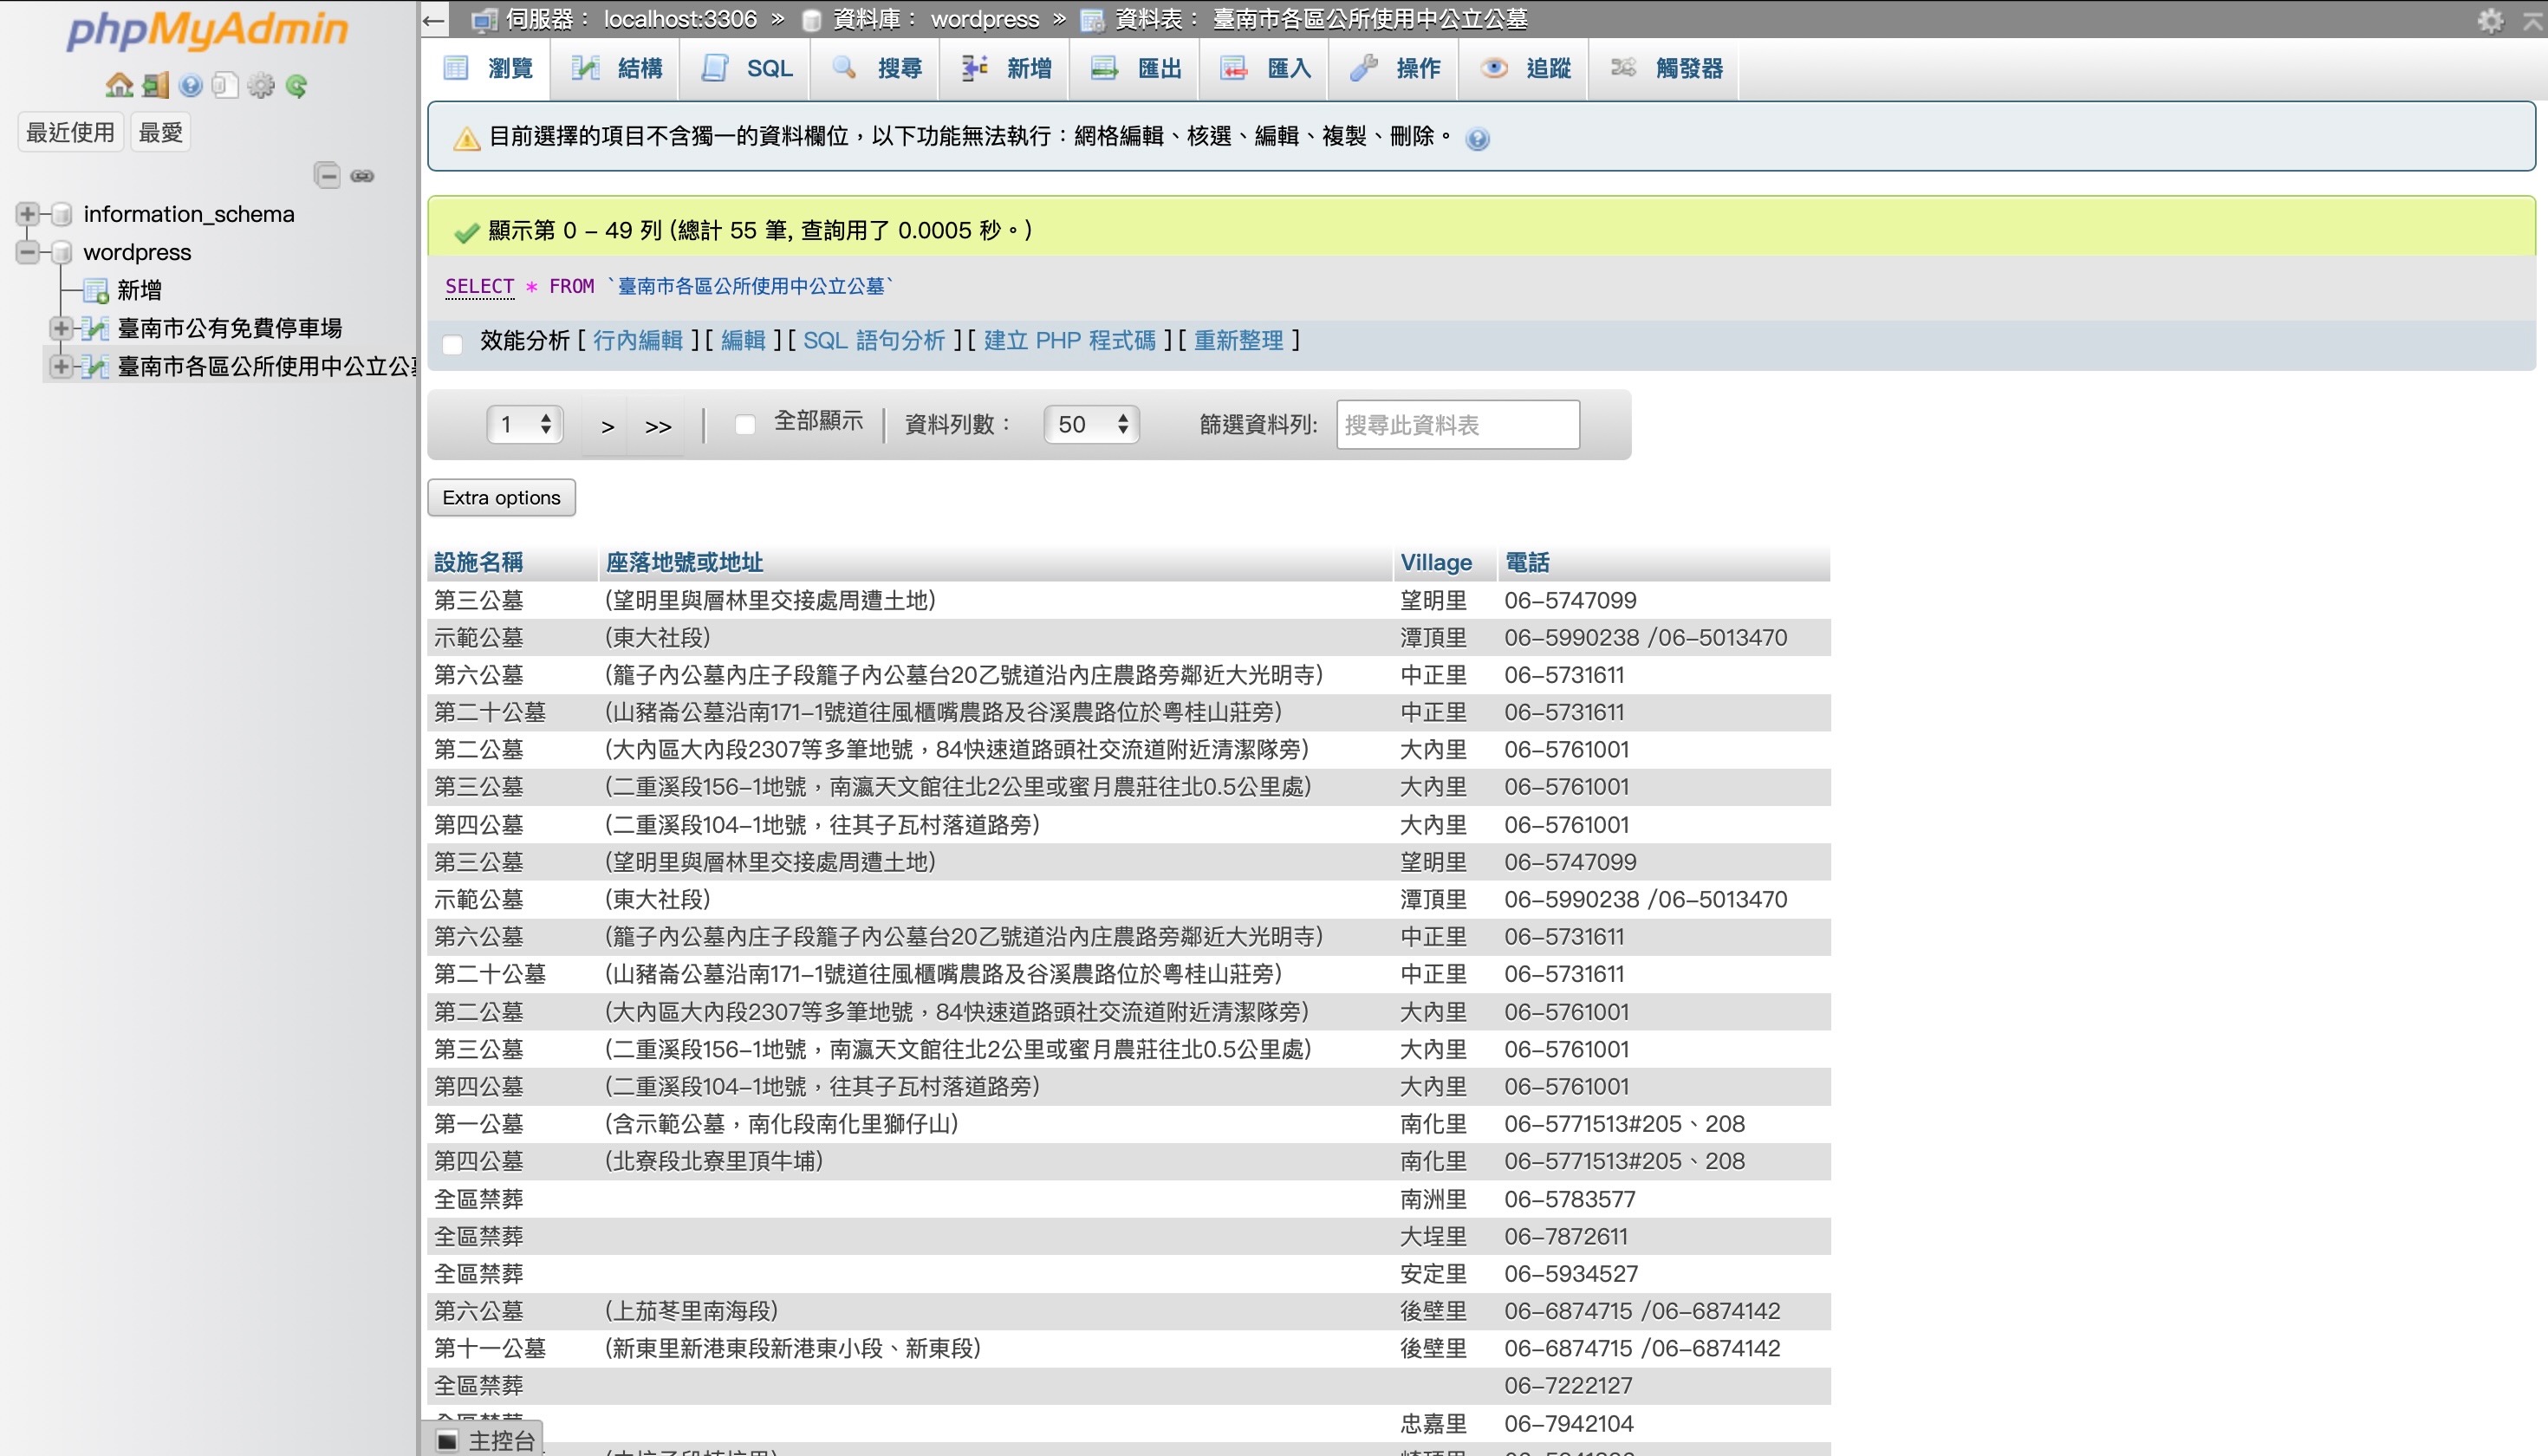 phpMyAdmin
最近使用 最愛
information_schema
wordpress
新增
臺南市公有免費停車場
臺南市各區公所使用中公立公
伺服器： localhost:3306 » 資料庫： wordpress » 資料表： 臺南市各區公所使用中公立公墓
瀏覽 結構 SQL 搜尋 新增 匯出 匯入 操作 追蹤 觸發器
目前選擇的項目不含獨一的資料欄位，以下功能無法執行：網格編輯、核選、編輯、複製、刪除。
顯示第 0 - 49 列 (總計 55 筆, 查詢用了 0.0005 秒。)
SELECT * FROM `臺南市各區公所使用中公立公墓`
效能分析 [ 行內編輯 ] [ 編輯 ] [ SQL 語句分析 ] [ 建立 PHP 程式碼 ] [ 重新整理 ]
1 > >> | 全部顯示 | 資料列數： 50 篩選資料列: 搜尋此資料表
Extra options
設施名稱 座落地號或地址 Village 電話
第三公墓 (望明里與層林里交接處周遭土地) 望明里 06-5747099
示範公墓 (東大社段) 潭頂里 06-5990238 /06-5013470
第六公墓 (籠子內公墓內庄子段籠子內公墓台20乙號道沿內庄農路旁鄰近大光明寺) 中正里 06-5731611
第二十公墓 (山豬崙公墓沿南171-1號道往風櫃嘴農路及谷溪農路位於粵桂山莊旁) 中正里 06-5731611
第二公墓 (大內區大內段2307等多筆地號，84快速道路頭社交流道附近清潔隊旁) 大內里 06-5761001
第三公墓 (二重溪段156-1地號，南瀛天文館往北2公里或蜜月農莊往北0.5公里處) 大內里 06-5761001
第四公墓 (二重溪段104-1地號，往其子瓦村落道路旁) 大內里 06-5761001
第三公墓 (望明里與層林里交接處周遭土地) 望明里 06-5747099
示範公墓 (東大社段) 潭頂里 06-5990238 /06-5013470
第六公墓 (籠子內公墓內庄子段籠子內公墓台20乙號道沿內庄農路旁鄰近大光明寺) 中正里 06-5731611
第二十公墓 (山豬崙公墓沿南171-1號道往風櫃嘴農路及谷溪農路位於粵桂山莊旁) 中正里 06-5731611
第二公墓 (大內區大內段2307等多筆地號，84快速道路頭社交流道附近清潔隊旁) 大內里 06-5761001
第三公墓 (二重溪段156-1地號，南瀛天文館往北2公里或蜜月農莊往北0.5公里處) 大內里 06-5761001
第四公墓 (二重溪段104-1地號，往其子瓦村落道路旁) 大內里 06-5761001
第一公墓 (含示範公墓，南化段南化里獅仔山) 南化里 06-5771513#205、208
第四公墓 (北寮段北寮里頂牛埔) 南化里 06-5771513#205、208
全區禁葬 南洲里 06-5783577
全區禁葬 大埕里 06-7872611
全區禁葬 安定里 06-5934527
第六公墓 (上茄苳里南海段) 後壁里 06-6874715 /06-6874142
第十一公墓 (新東里新港東段新港東小段、新東段) 後壁里 06-6874715 /06-6874142
全區禁葬 06-7222127
忠嘉里 06-7942104
主控台